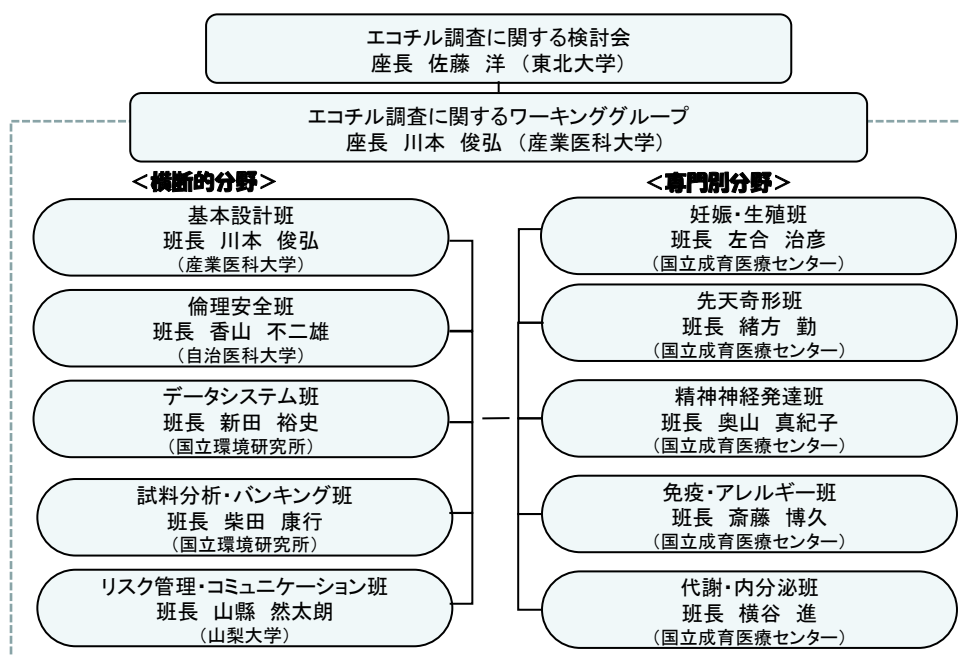 エコチル調査に関する検討会
座長 佐藤 洋 (東北大学)
エコチル調査に関するワーキンググループ
座長 川本 俊弘 (産業医科大学)
<横断的分野>
基本設計班
班長 川本 俊弘
(産業医科大学)
倫理安全班
班長 香山 不二雄
(自治医科大学)
データシステム班
班長 新田 裕史
(国立環境研究所)
試料分析・バンキング班
班長 柴田 康行
(国立環境研究所)
リスク管理・コミュニケーション班
班長 山縣 然太朗
(山梨大学)
<専門別分野>
妊娠・生殖班
班長 左合 治彦
(国立成育医療センター)
先天奇形班
班長 緒方 勤
(国立成育医療センター)
精神神経発達班
班長 奥山 真紀子
(国立成育医療センター)
免疫・アレルギー班
班長 斎藤 博久
(国立成育医療センター)
代謝・内分泌班
班長 横谷 進
(国立成育医療センター)